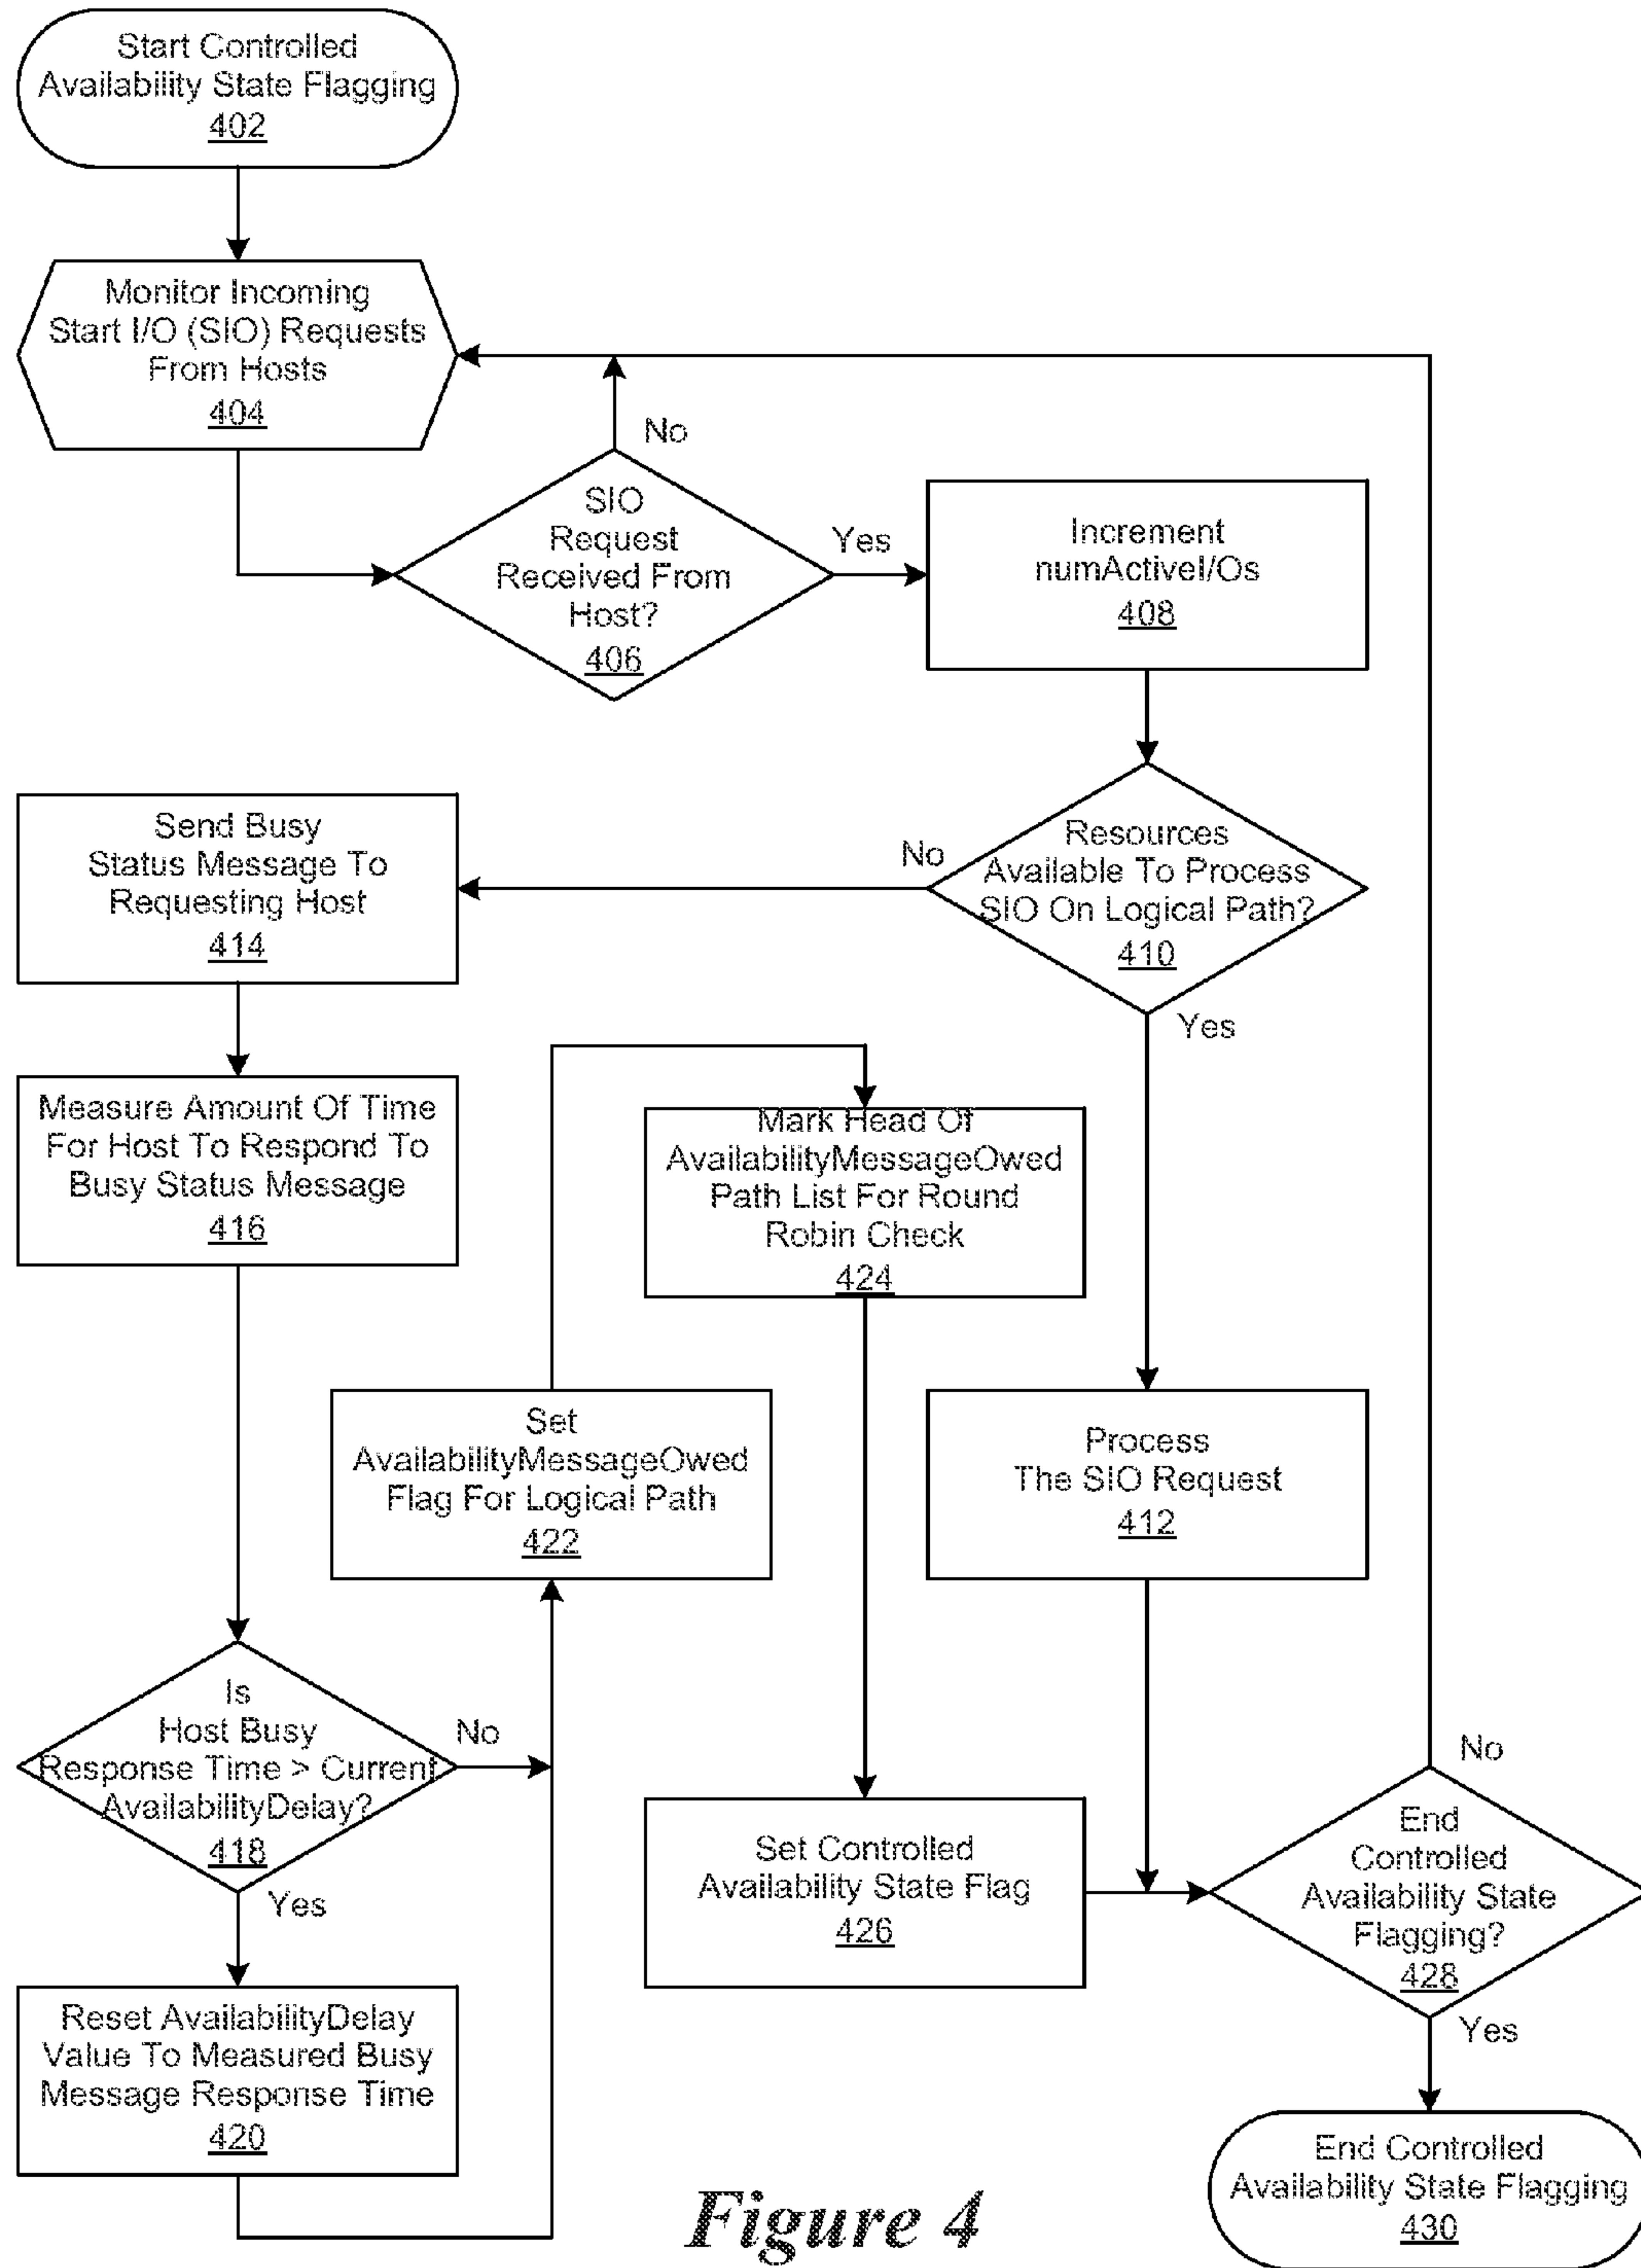 Start Controlled
Availability State Flagging
402
Monitor Incoming
Start I/O (SIO) Requests
From Hosts
404
No
SIO
Request
Received From
Host?
406
Yes
Increment
numActiveI/Os
408
Resources
Available To Process
SIO On Logical Path?
410
No
Yes
Send Busy
Status Message To
Requesting Host
414
Measure Amount Of Time
For Host To Respond To
Busy Status Message
416
Mark Head Of
AvailabilityMessageOwed
Path List For Round
Robin Check
424
Set
AvailabilityMessageOwed
Flag For Logical Path
422
Process
The SIO Request
412
Is
Host Busy
Response Time > Current
AvailabilityDelay?
418
No
Yes
Set Controlled
Availability State Flag
426
No
End
Controlled
Availability State
Flagging?
428
Yes
Reset AvailabilityDelay
Value To Measured Busy
Message Response Time
420
End Controlled
Availability State Flagging
430
Figure 4